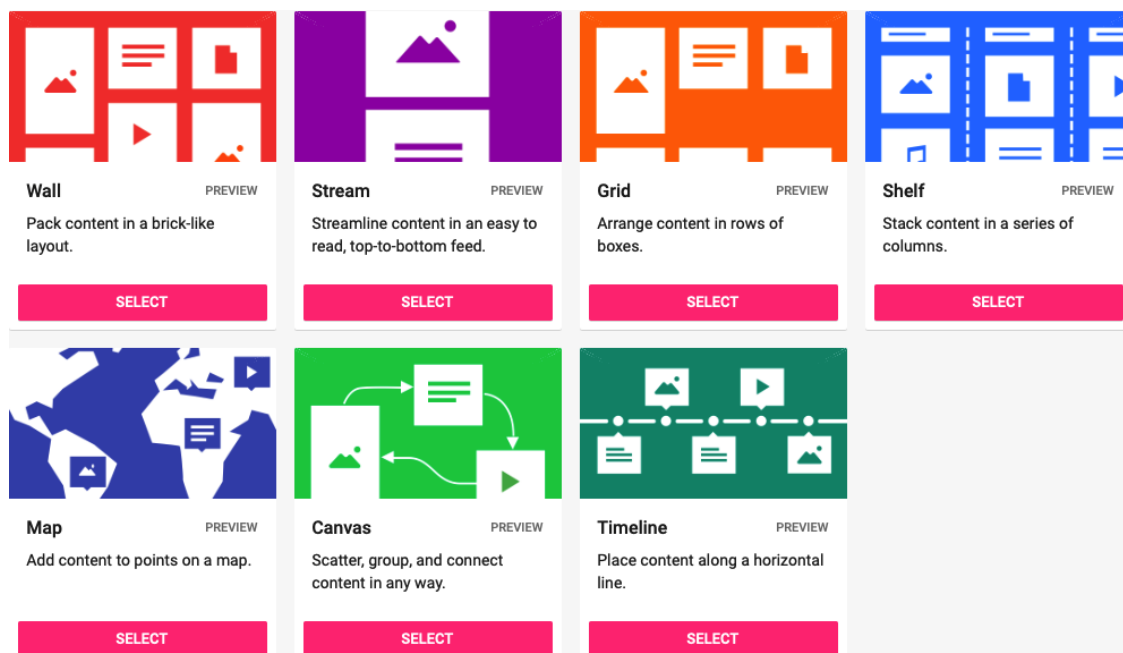 Wall
PREVIEW
Pack content in a brick-like
layout.
SELECT
Stream
PREVIEW
Streamline content in an easy to
read, top-to-bottom feed.
SELECT
Grid
PREVIEW
Arrange content in rows of
boxes.
SELECT
Shelf
PREVIEW
Stack content in a series of
columns.
SELECT
Map
PREVIEW
Add content to points on a map.
SELECT
Canvas
PREVIEW
Scatter, group, and connect
content in any way.
SELECT
Timeline
PREVIEW
Place content along a horizontal
line.
SELECT